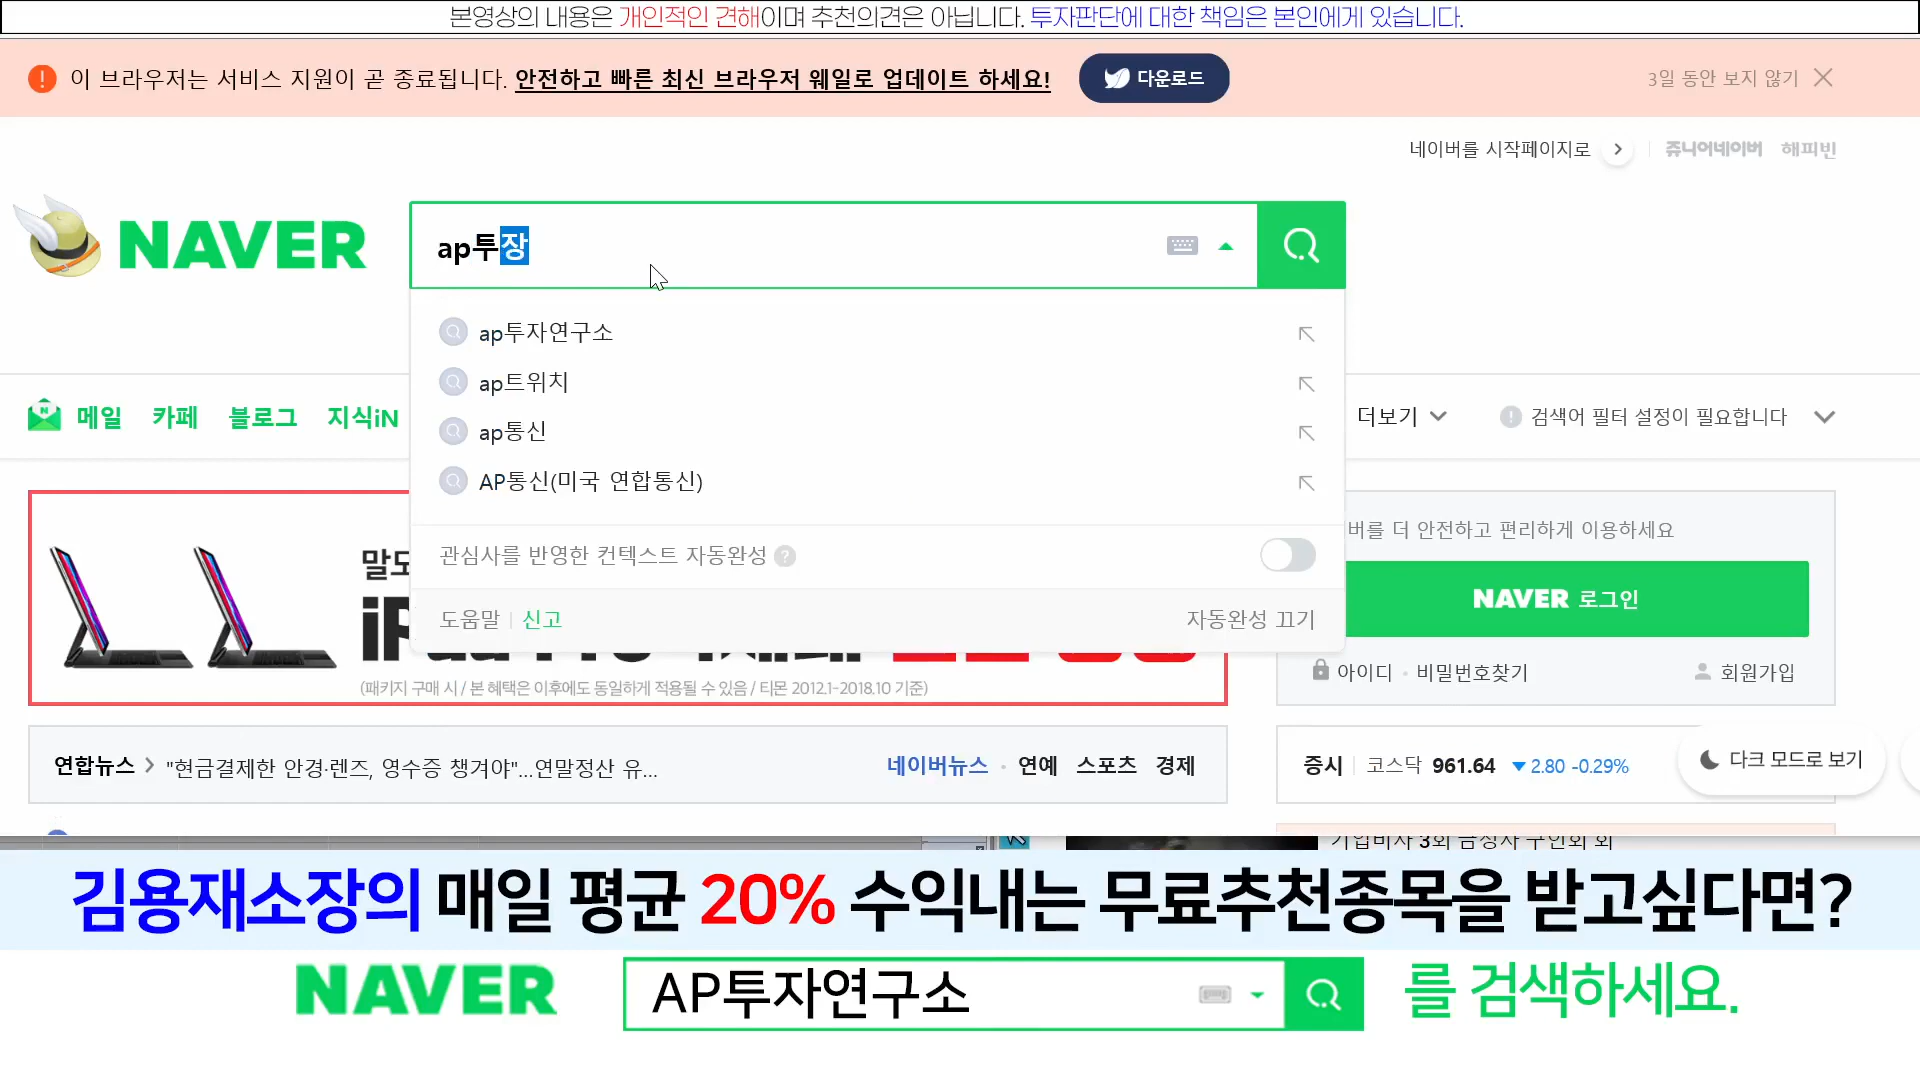 본영상의 내용은 개인적인 견해이며 추천의견은 아닙니다. 투자판단에 대한 책임은 본인에게 있습니다.
이 브라우저는 서비스 지원이 곧 종료됩니다. 안전하고 빠른 최신 브라우저 웨일로 업데이트 하세요! 다운로드 3일 동안 보지 않기
네이버를 시작페이지로 쥬니어네이버 해피빈
NAVER ap투장
ap투자연구소
ap트위치
메일 카페 블로그 지식iN 더보기 검색어 필터 설정이 필요합니다
ap통신
AP통신(미국 연합통신)
관심사를 반영한 컨텍스트 자동완성
버를 더 안전하고 편리하게 이용하세요
NAVER 로그인
도움말 신고 자동완성 끄기
아이디 · 비밀번호찾기 회원가입
(패키지 구매 시 / 본 혜택은 이후에도 동일하게 적용될 수 있음 / 티몬 2012.1~2018.10 기준)
연합뉴스 "현금결제한 안경·렌즈, 영수증 챙겨야"...연말정산 유...
네이버뉴스 · 연예 스포츠 경제
증시 코스닥 961.64 ▼ 2.80 -0.29% 다크 모드로 보기
김용재소장의 매일 평균 20% 수익내는 무료추천종목을 받고싶다면?
NAVER AP투자연구소 를 검색하세요.